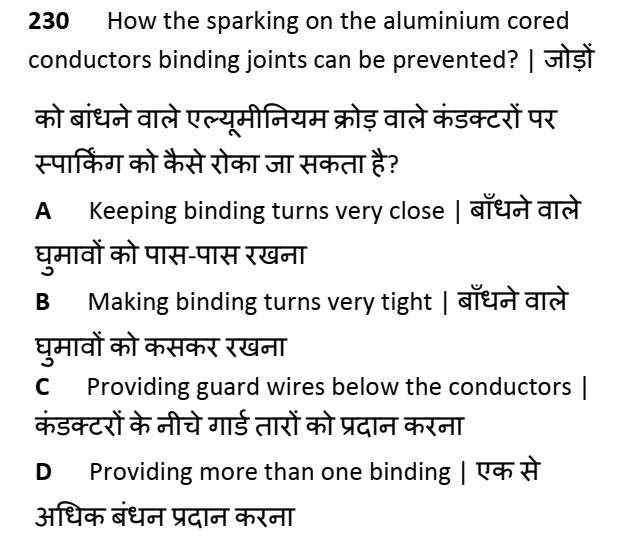 230 How the sparking on the aluminium cored
conductors binding joints can be prevented? | जोड़ों
को बांधने वाले एल्यूमीनियम क्रोड़ वाले कंडक्टरों पर
स्पार्किंग को कैसे रोका जा सकता है?
A Keeping binding turns very close | बाँधने वाले
घुमावों को पास-पास रखना
B Making binding turns very tight | बाँधने वाले
घुमावों को कसकर रखना
C Providing guard wires below the conductors |
कंडक्टरों के नीचे गार्ड तारों को प्रदान करना
D Providing more than one binding | एक से
अधिक बंधन प्रदान करना